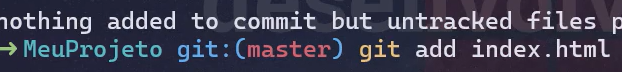 nothing added to commit but untracked files p
→ MeuProjeto git:(master) git add index.html